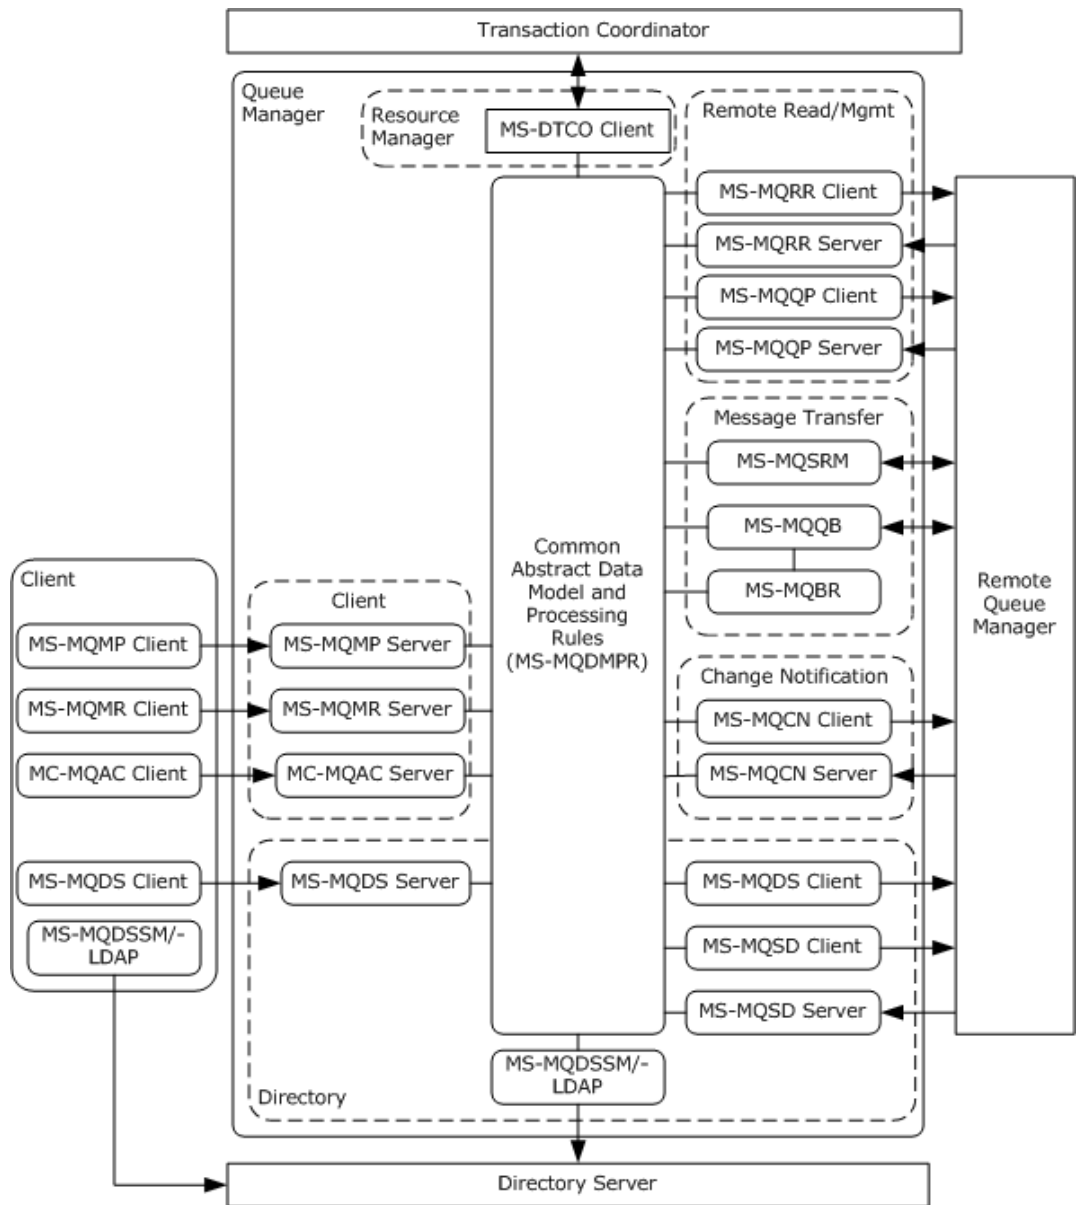 Transaction Coordinator
Queue
Manager
Resource
Manager
MS-DTCO Client
Remote Read/Mgmt
MS-MQRR Client
MS-MQRR Server
MS-MQQP Client
MS-MQQP Server
Message Transfer
MS-MQSRM
MS-MQQB
MS-MQBR
Common
Abstract Data
Model and
Processing
Rules
(MS-MQDMPR)
Remote
Queue
Manager
Client
MS-MQMP Client
MS-MQMR Client
MC-MQAC Client
MS-MQDS Client
MS-MQDSSM/-
LDAP
Client
MS-MQMP Server
MS-MQMR Server
MC-MQAC Server
Change Notification
MS-MQCN Client
MS-MQCN Server
MS-MQDS Server
MS-MQDS Client
MS-MQSD Client
MS-MQSD Server
MS-MQDSSM/-
LDAP
Directory
Directory Server